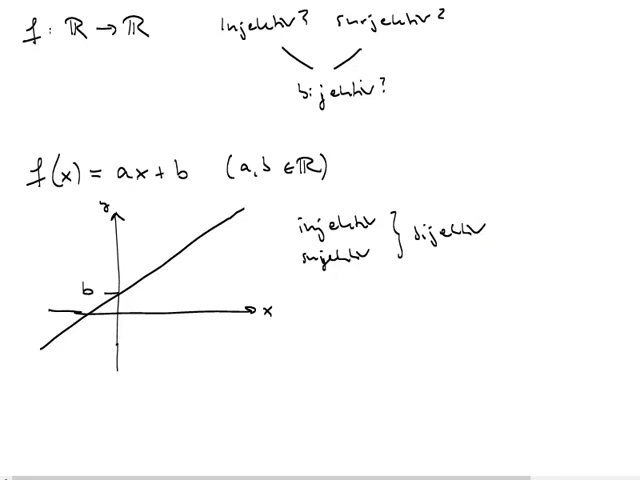 f : ℝ → ℝ injektiv? surjektiv?
bijektiv?
f(x) = ax + b (a, b ∈ ℝ)
y
injektiv
surjektiv } bijektiv
b
x